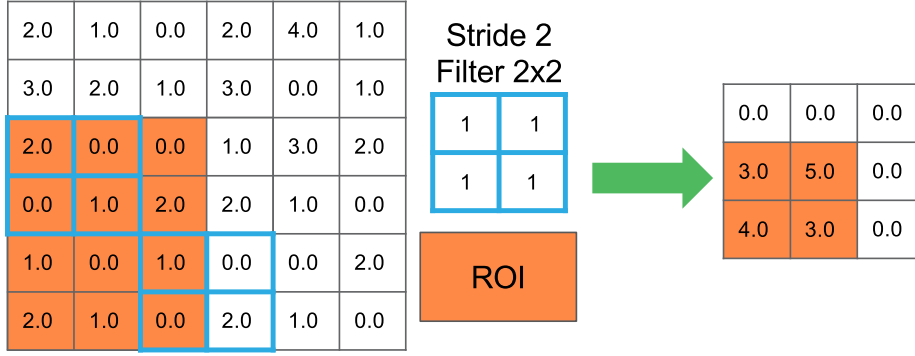 2.0 1.0 0.0 2.0 4.0 1.0
3.0 2.0 1.0 3.0 0.0 1.0
2.0 0.0 0.0 1.0 3.0 2.0
0.0 1.0 2.0 2.0 1.0 0.0
1.0 0.0 1.0 0.0 0.0 2.0
2.0 1.0 0.0 2.0 1.0 0.0
Stride 2
Filter 2x2
1 1
1 1
ROI
0.0 0.0 0.0
3.0 5.0 0.0
4.0 3.0 0.0